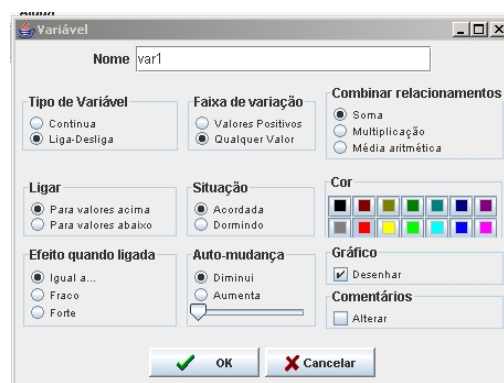 Variável
Nome var1
Tipo de Variável
Continua
Liga-Desliga
Faixa de variação
Valores Positivos
Qualquer Valor
Combinar relacionamentos
Soma
Multiplicação
Média aritmética
Ligar
Para valores acima
Para valores abaixo
Situação
Acordada
Dormindo
Cor
Efeito quando ligada
Igual a...
Fraco
Forte
Auto-mudança
Diminui
Aumenta
Gráfico
Desenhar
Comentários
Alterar
OK
Cancelar